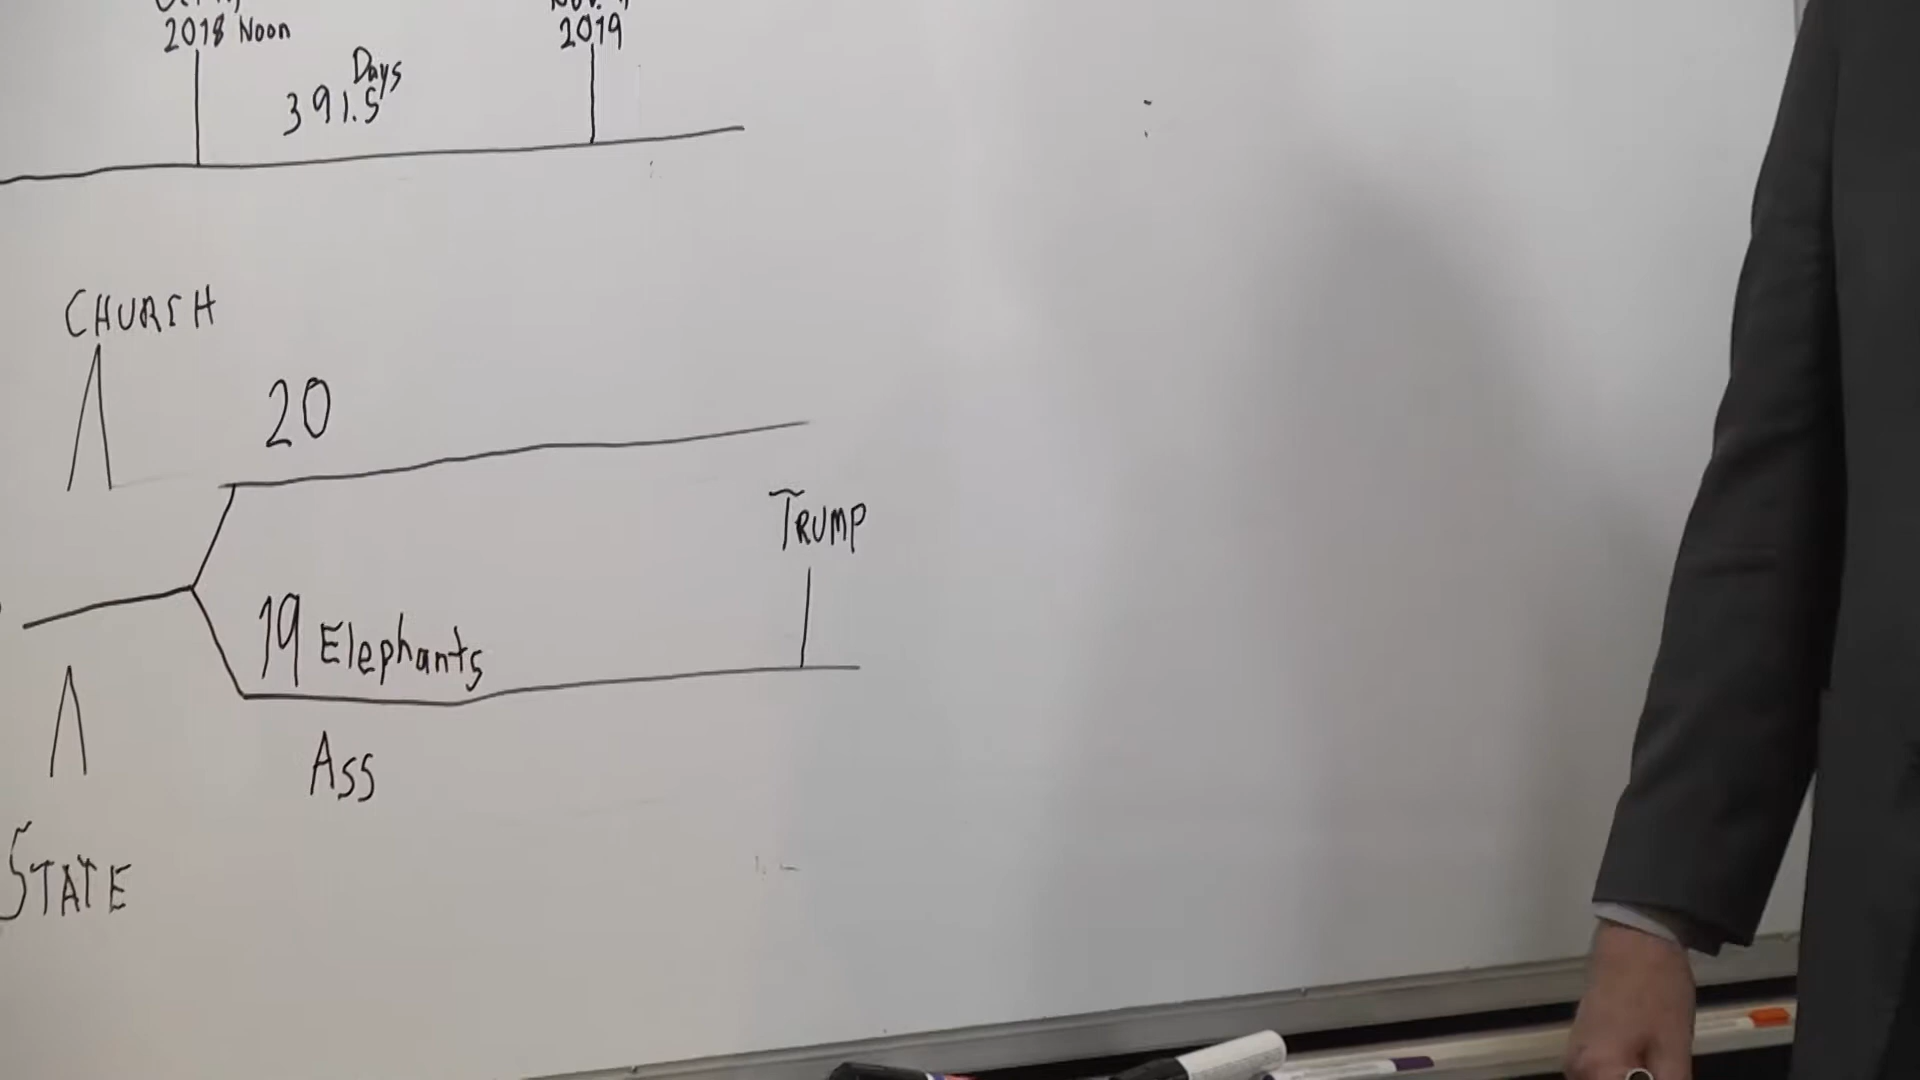 2018 Noon
2019
Days
391.5
CHURCH
20
TRUMP
19 Elephants
Ass
STATE